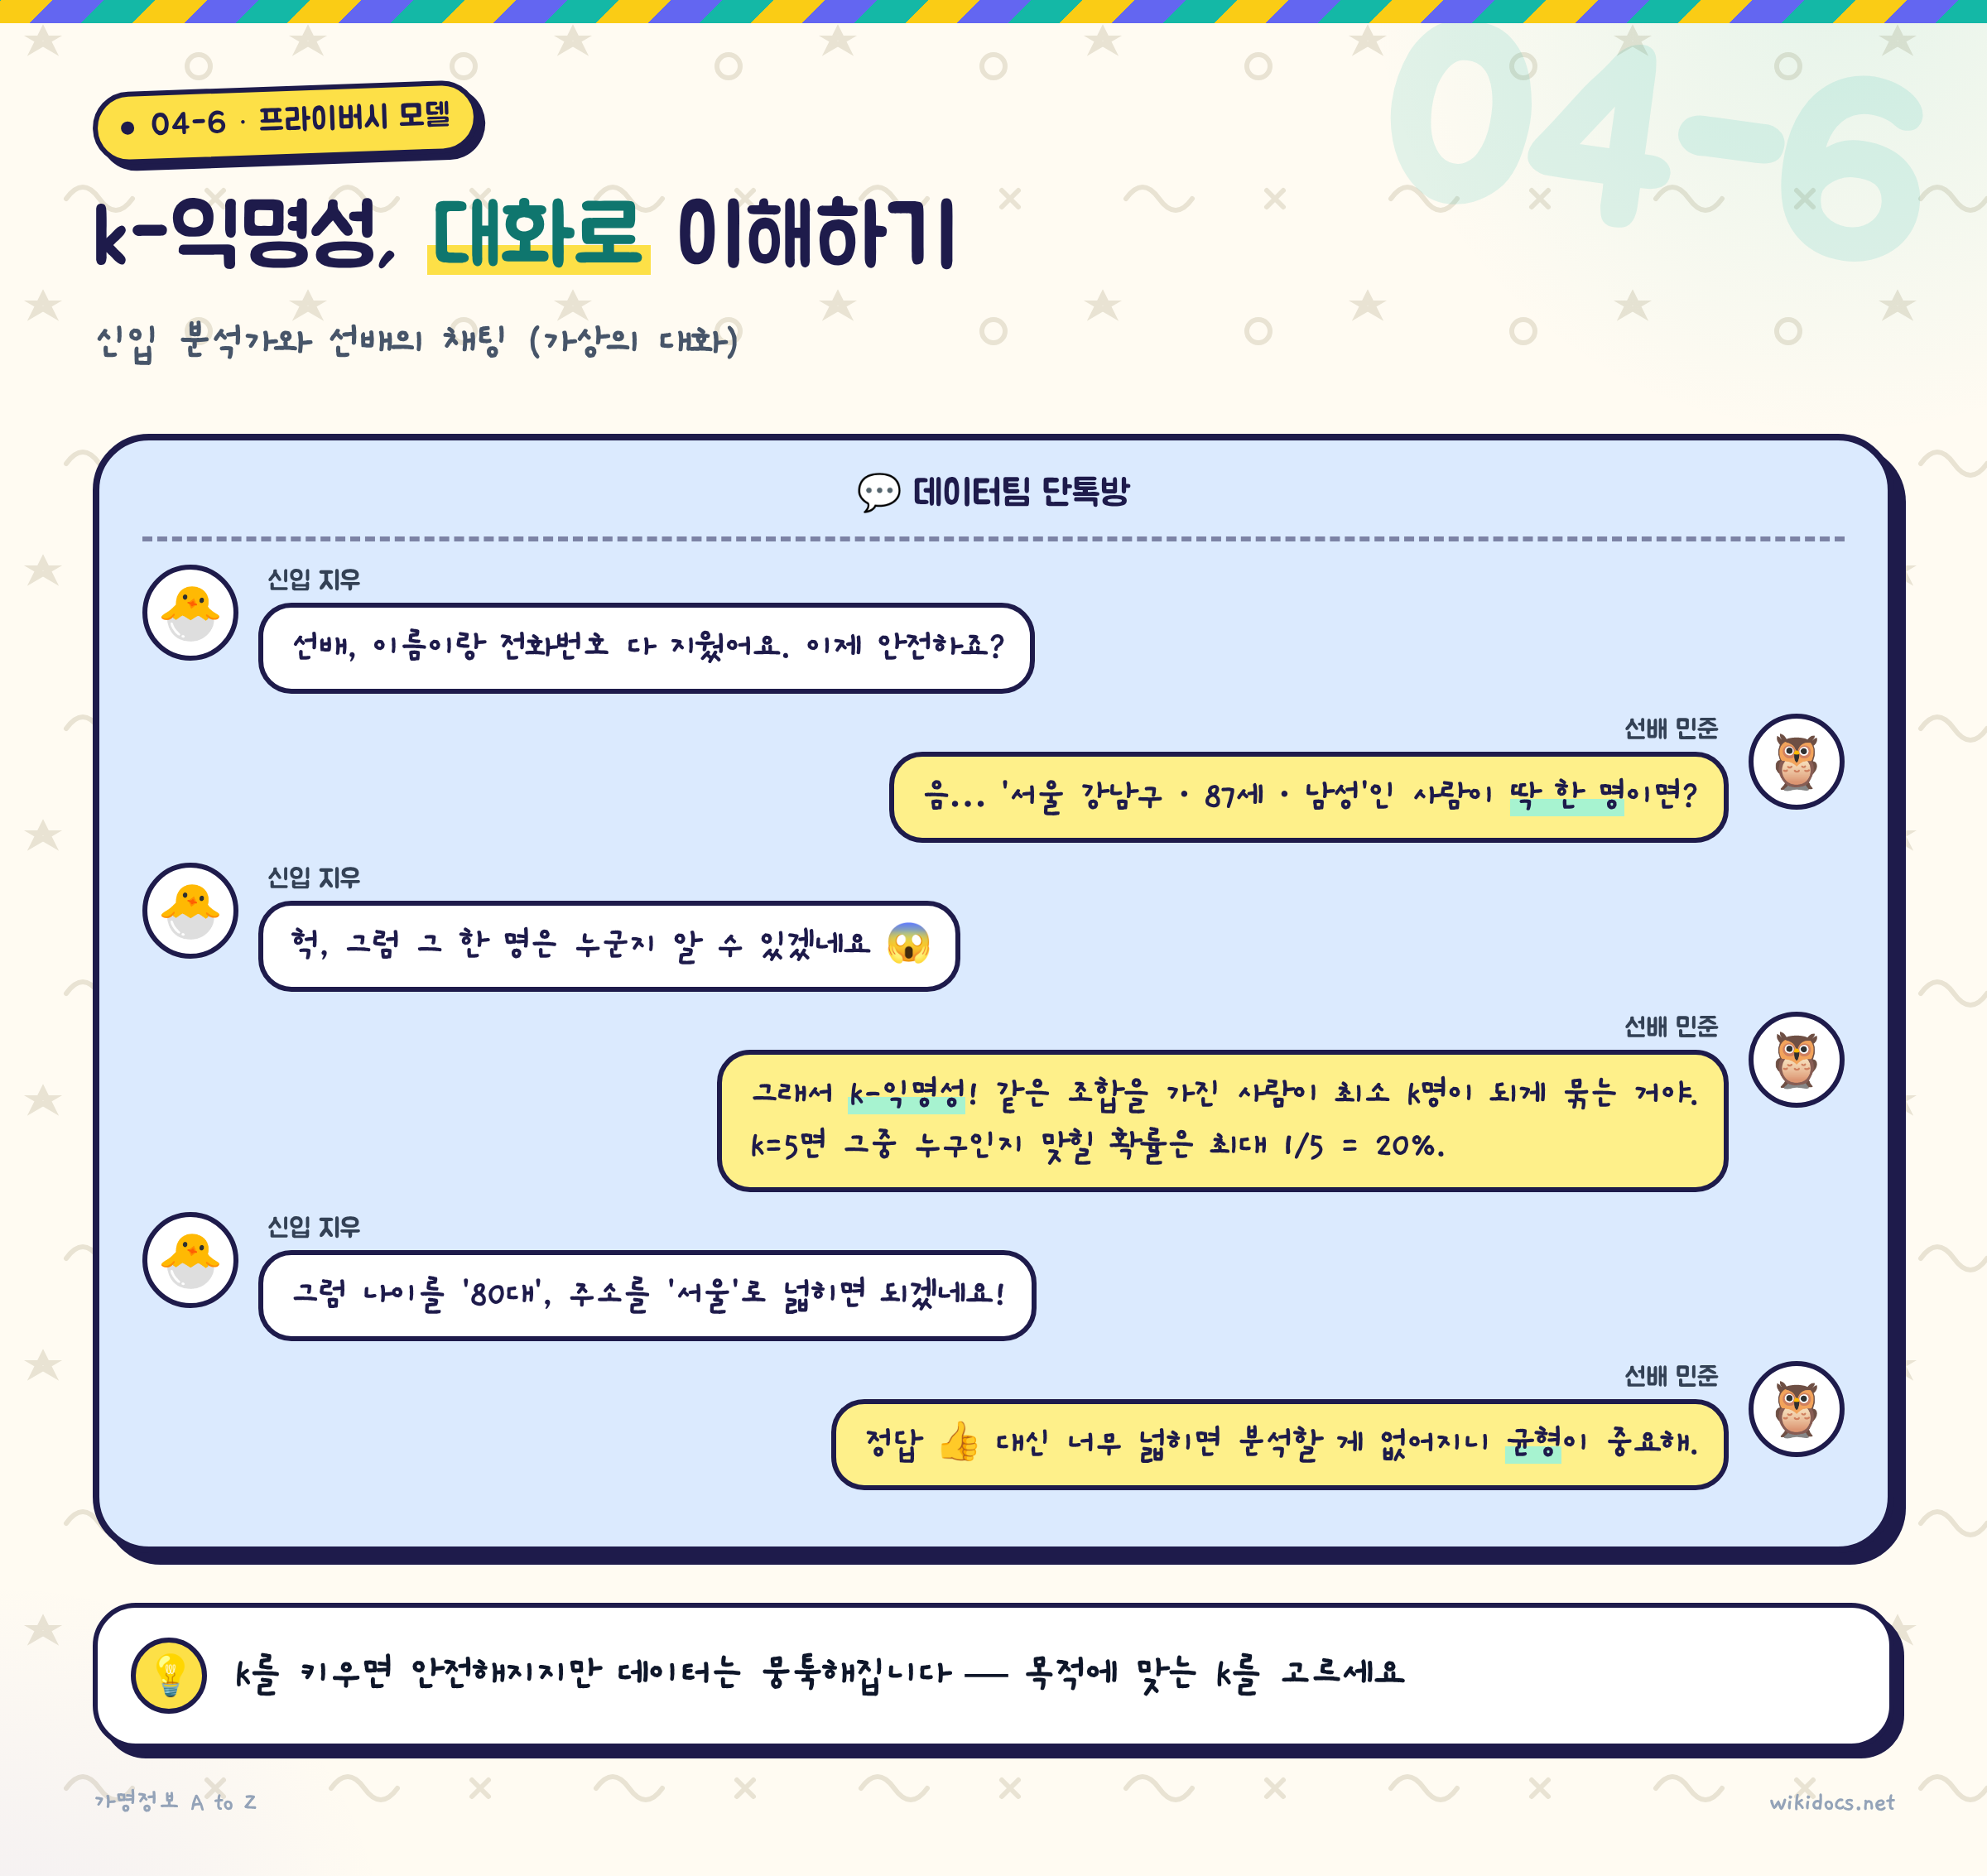 04-6
04-6 · 프라이버시 모델
k-익명성, 대화로 이해하기
신입 분석가와 선배의 채팅 (가상의 대화)
💬 데이터팀 단톡방
신입 지우
선배, 이름이랑 전화번호 다 지웠어요. 이제 안전하죠?
선배 민준
음... '서울 강남구 · 87세 · 남성'인 사람이 딱 한 명이면?
신입 지우
헉, 그럼 그 한 명은 누군지 알 수 있겠네요 😱
선배 민준
그래서 k-익명성! 같은 조합을 가진 사람이 최소 k명이 되게 묶는 거야.
k=5면 그중 누구인지 맞힐 확률은 최대 1/5 = 20%.
신입 지우
그럼 나이를 '80대', 주소를 '서울'로 넓히면 되겠네요!
선배 민준
정답 👍 대신 너무 넓히면 분석할 게 없어지니 균형이 중요해.
k를 키우면 안전해지지만 데이터는 뭉툭해집니다 — 목적에 맞는 k를 고르세요
가명정보 A to Z
wikidocs.net